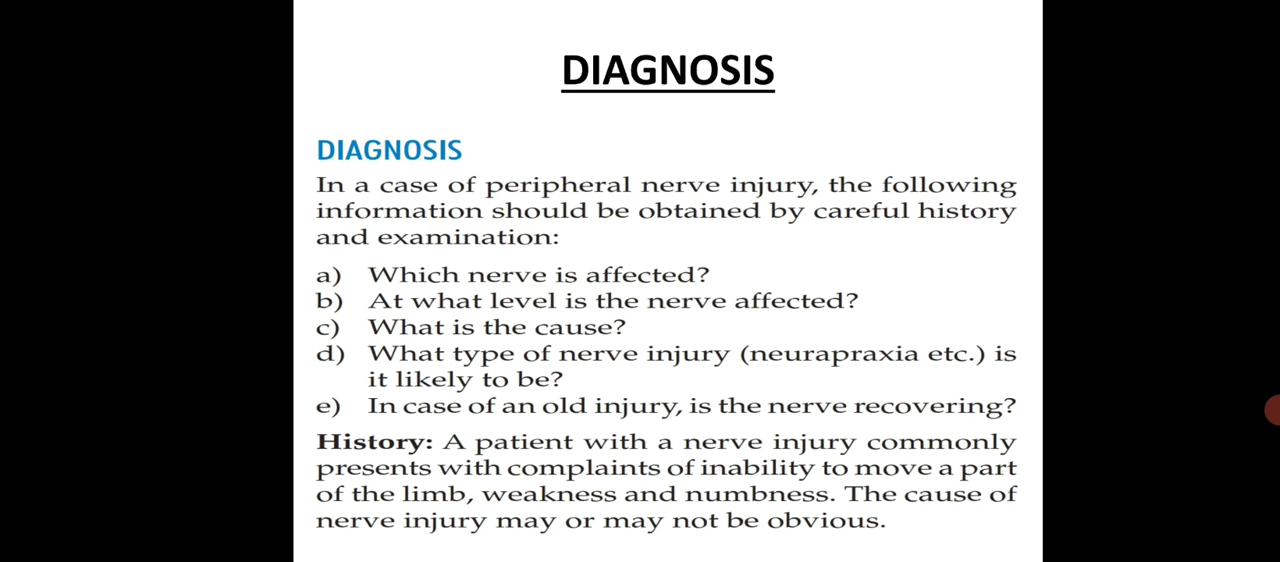 DIAGNOSIS
DIAGNOSIS
In a case of peripheral nerve injury, the following
information should be obtained by careful history
and examination:
a) Which nerve is affected?
b) At what level is the nerve affected?
c) What is the cause?
d) What type of nerve injury (neurapraxia etc.) is
it likely to be?
e) In case of an old injury, is the nerve recovering?
History: A patient with a nerve injury commonly
presents with complaints of inability to move a part
of the limb, weakness and numbness. The cause of
nerve injury may or may not be obvious.